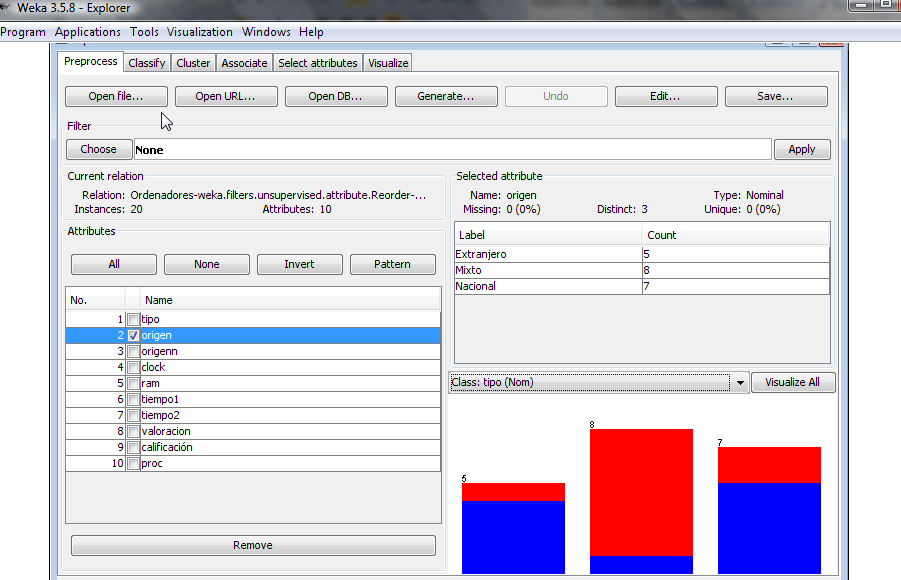 Weka 3.5.8 - Explorer
Program Applications Tools Visualization Windows Help
Preprocess Classify Cluster Associate Select attributes Visualize
Open file... Open URL... Open DB... Generate... Undo Edit... Save...
Filter
Choose None Apply
Current relation
Relation: Ordenadores-weka.filters.unsupervised.attribute.Reorder-...
Instances: 20 Attributes: 10
Attributes
All None Invert Pattern
No. Name
1 tipo
2 origen
3 origenn
4 clock
5 ram
6 tiempo1
7 tiempo2
8 valoracion
9 calificación
10 proc
Remove
Selected attribute
Name: origen Type: Nominal
Missing: 0 (0%) Distinct: 3 Unique: 0 (0%)
Label Count
Extranjero 5
Mixto 8
Nacional 7
Class: tipo (Nom) Visualize All
5 8 7